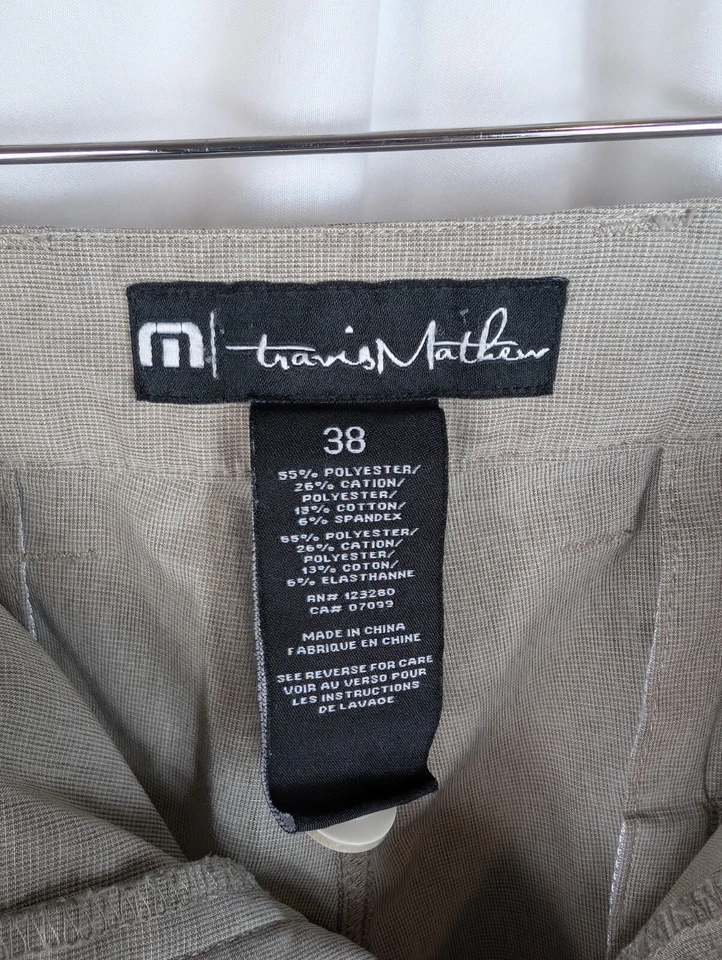 m| travisMathew
38
55% POLYESTER/
26% CATION/
POLYESTER/
13% COTTON/
6% SPANDEX
55% POLYESTER/
26% CATION/
POLYESTER/
13% COTON/
6% ELASTHANNE
RN# 123280
CA# 07099
MADE IN CHINA
FABRIQUE EN CHINE
SEE REVERSE FOR CARE
VOIR AU VERSO POUR
LES INSTRUCTIONS
DE LAVAGE